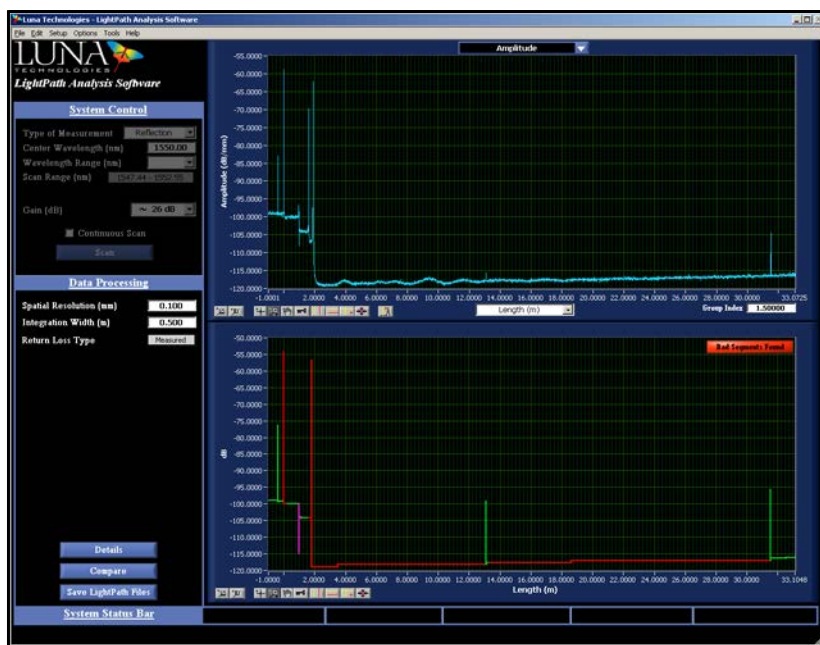 Luna Technologies - LightPath Analysis Software
File Edit Setup Options Tools Help
LUNA
TECHNOLOGIES
LightPath Analysis Software
System Control
Type of Measurement Reflection
Center Wavelength (nm) 1550.00
Wavelength Range (nm)
Scan Range (nm) 1547.44 - 1552.55
Gain [dB] ~ 26 dB
Continuous Scan
Scan
Data Processing
Spatial Resolution (mm) 0.100
Integration Width (m) 0.500
Return Loss Type Measured
Details
Compare
Save LightPath Files
System Status Bar
Amplitude
Amplitude (dB/mm)
-55.0000
-60.0000
-65.0000
-70.0000
-75.0000
-80.0000
-85.0000
-90.0000
-95.0000
-100.0000
-105.0000
-110.0000
-115.0000
-120.0000
-1.0001 2.0000 4.0000 6.0000 8.0000 10.0000 12.0000 14.0000 16.0000 18.0000 20.0000 22.0000 24.0000 26.0000 28.0000 30.0000 33.0725
Length (m)
Group Index 1.50000
Bad Segments Found
dB
-50.0000
-55.0000
-60.0000
-65.0000
-70.0000
-75.0000
-80.0000
-85.0000
-90.0000
-95.0000
-100.0000
-105.0000
-110.0000
-115.0000
-120.0000
-1.0000 2.0000 4.0000 6.0000 8.0000 10.0000 12.0000 14.0000 16.0000 18.0000 20.0000 22.0000 24.0000 26.0000 28.0000 30.0000 33.1048
Length (m)